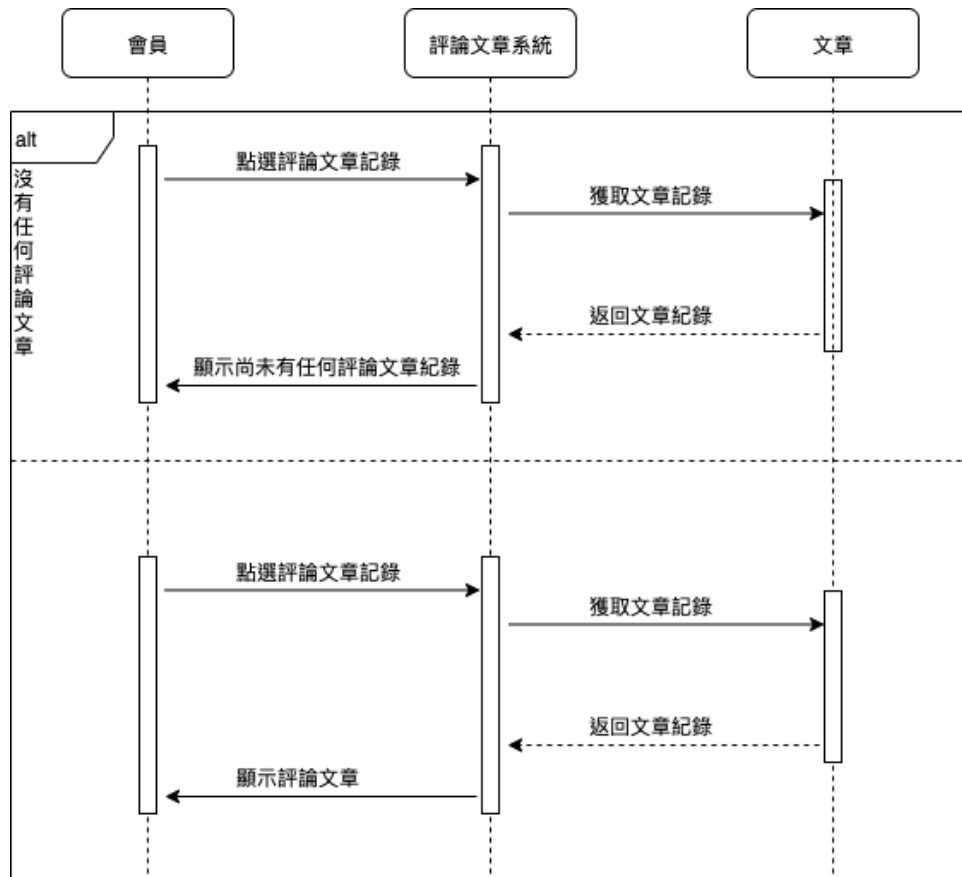 會員
評論文章系統
文章
alt
沒有任何評論文章
點選評論文章記錄
獲取文章記錄
返回文章紀錄
顯示尚未有任何評論文章紀錄
點選評論文章記錄
獲取文章記錄
返回文章紀錄
顯示評論文章